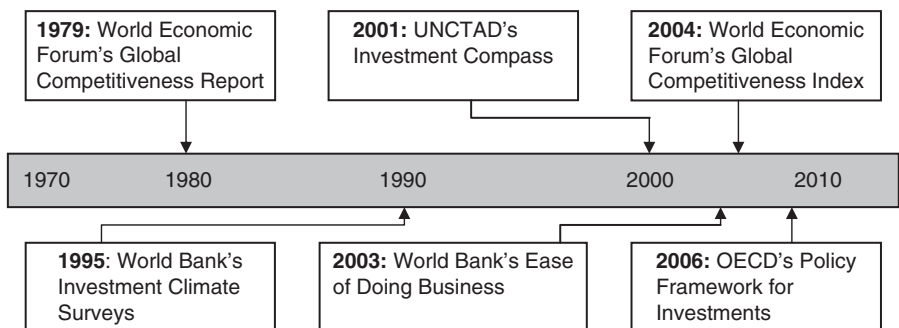 1979: World Economic
Forum's Global
Competitiveness Report
2001: UNCTAD's
Investment Compass
2004: World Economic
Forum's Global
Competitiveness Index
1970 1980 1990 2000 2010
1995: World Bank's
Investment Climate
Surveys
2003: World Bank's Ease
of Doing Business
2006: OECD's Policy
Framework for
Investments